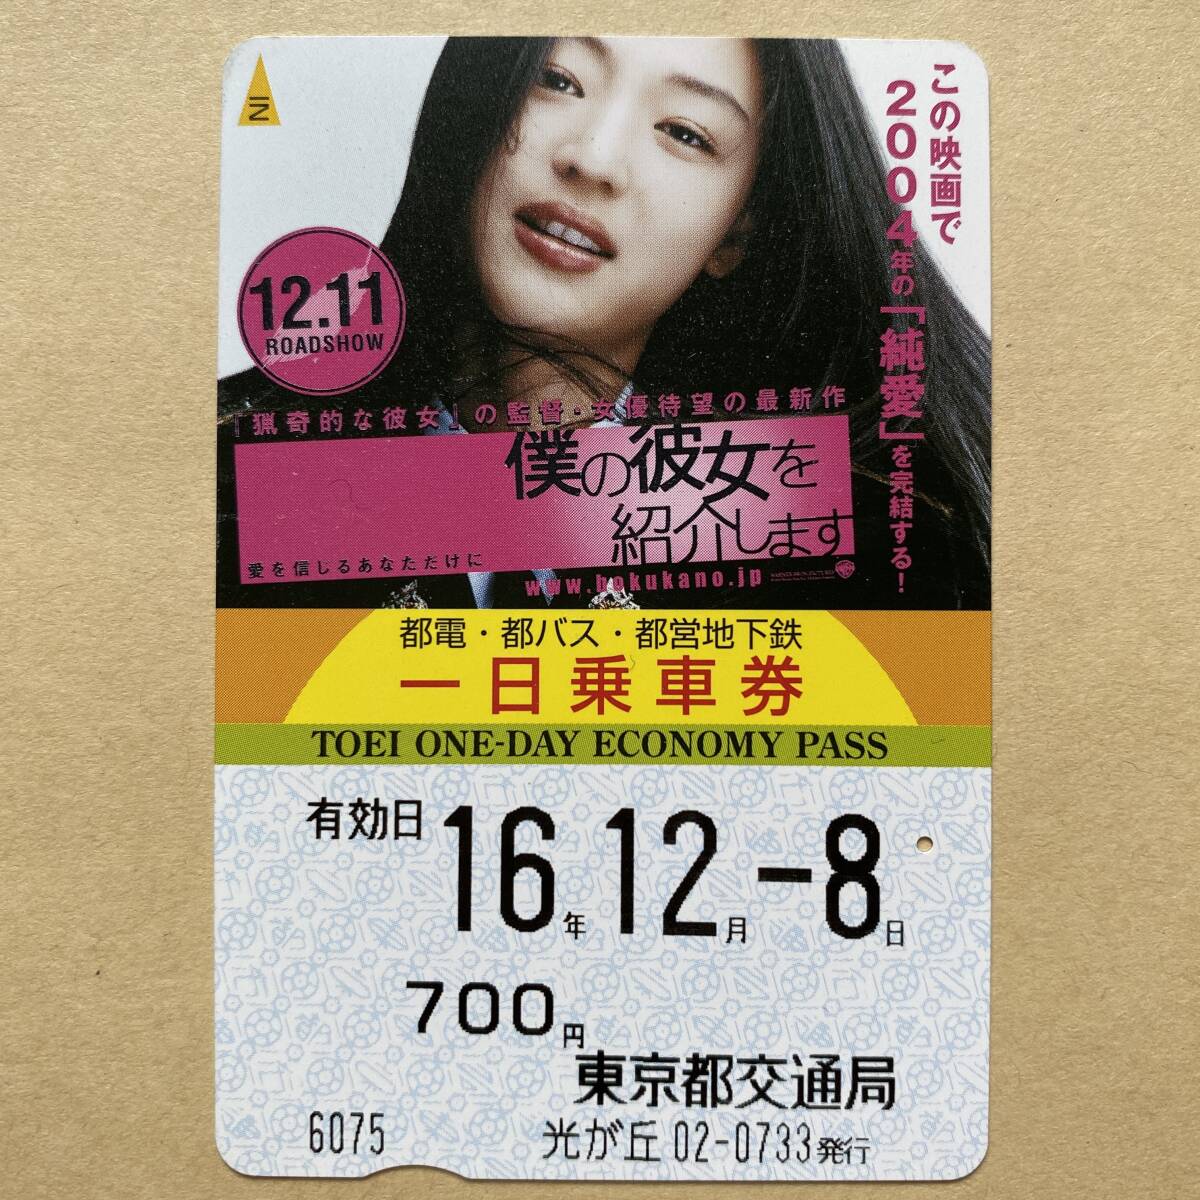 IN
この映画で
2004年の「純愛」を完結する!
12.11
ROADSHOW
『猟奇的な彼女』の監督・女優待望の最新作
僕の彼女を
紹介します
愛を信じるあなただけに
www.bokukano.jp
都電・都バス・都営地下鉄
一日乗車券
TOEI ONE-DAY ECONOMY PASS
有効日 16年12月-8日
700円
東京都交通局
6075 光が丘 02-0733発行